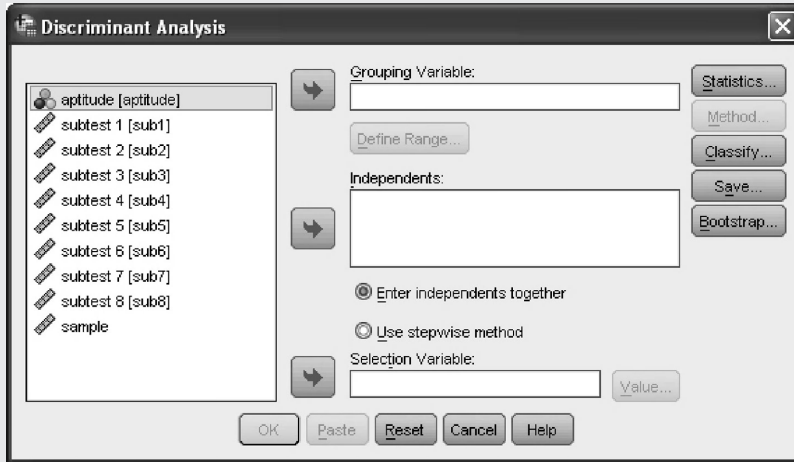 Discriminant Analysis
aptitude [aptitude]
subtest 1 [sub1]
subtest 2 [sub2]
subtest 3 [sub3]
subtest 4 [sub4]
subtest 5 [sub5]
subtest 6 [sub6]
subtest 7 [sub7]
subtest 8 [sub8]
sample
Grouping Variable:
Define Range...
Independents:
Enter independents together
Use stepwise method
Selection Variable:
Value...
Statistics...
Method...
Classify...
Save...
Bootstrap...
OK Paste Reset Cancel Help